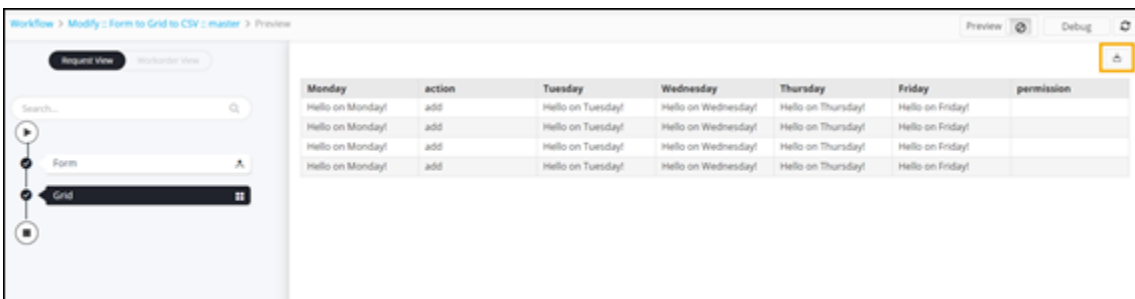 Workflow > Modify :: Form to Grid to CSV :: master > Preview
Preview Debug
Request View Workorder View
Search...
Form
Grid
Monday action Tuesday Wednesday Thursday Friday permission
Hello on Monday! add Hello on Tuesday! Hello on Wednesday! Hello on Thursday! Hello on Friday!
Hello on Monday! add Hello on Tuesday! Hello on Wednesday! Hello on Thursday! Hello on Friday!
Hello on Monday! add Hello on Tuesday! Hello on Wednesday! Hello on Thursday! Hello on Friday!
Hello on Monday! add Hello on Tuesday! Hello on Wednesday! Hello on Thursday! Hello on Friday!